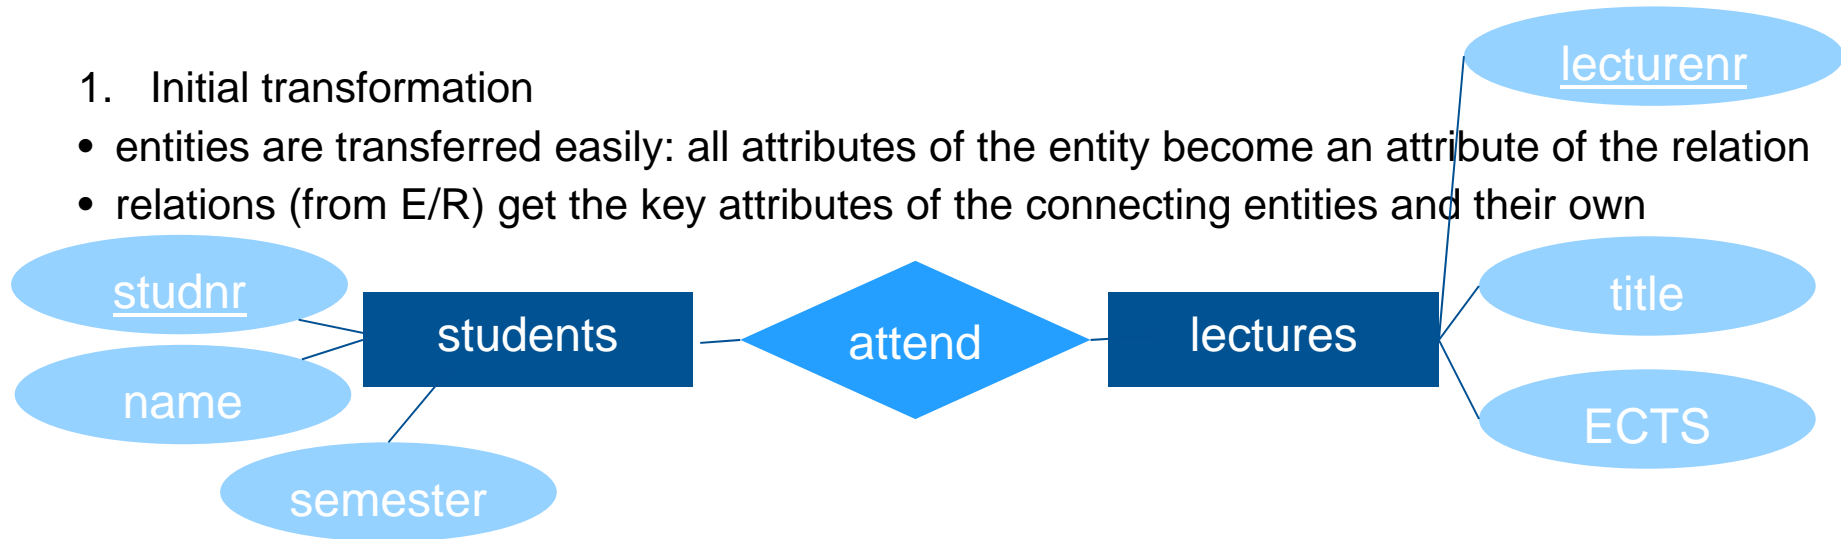 lecturenr
1. Initial transformation
• entities are transferred easily: all attributes of the entity become an attribute of the relation
• relations (from E/R) get the key attributes of the connecting entities and their own
studnr
title
students
attend
lectures
name
ECTS
semester